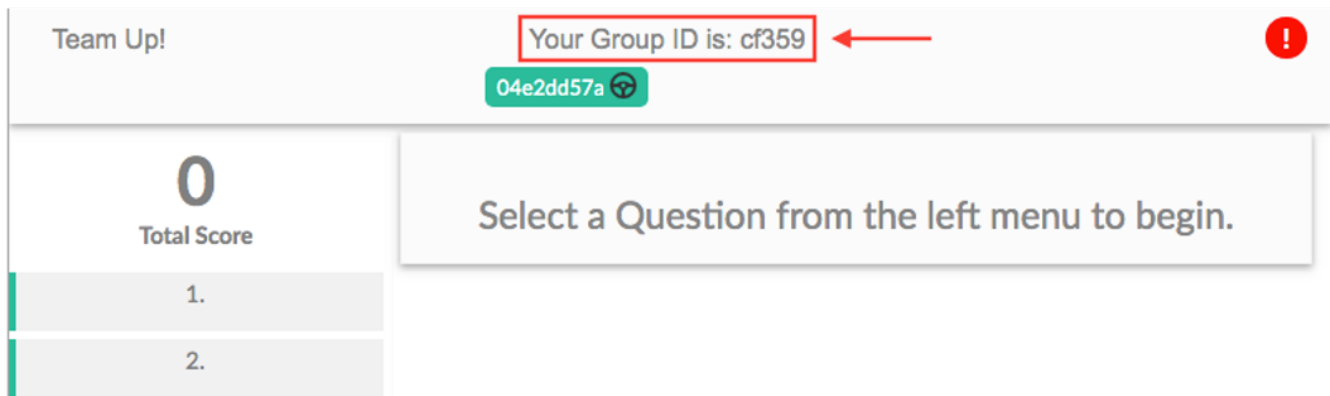 Team Up!
Your Group ID is: cf359
!
04e2dd57a
0
Total Score
Select a Question from the left menu to begin.
1.
2.